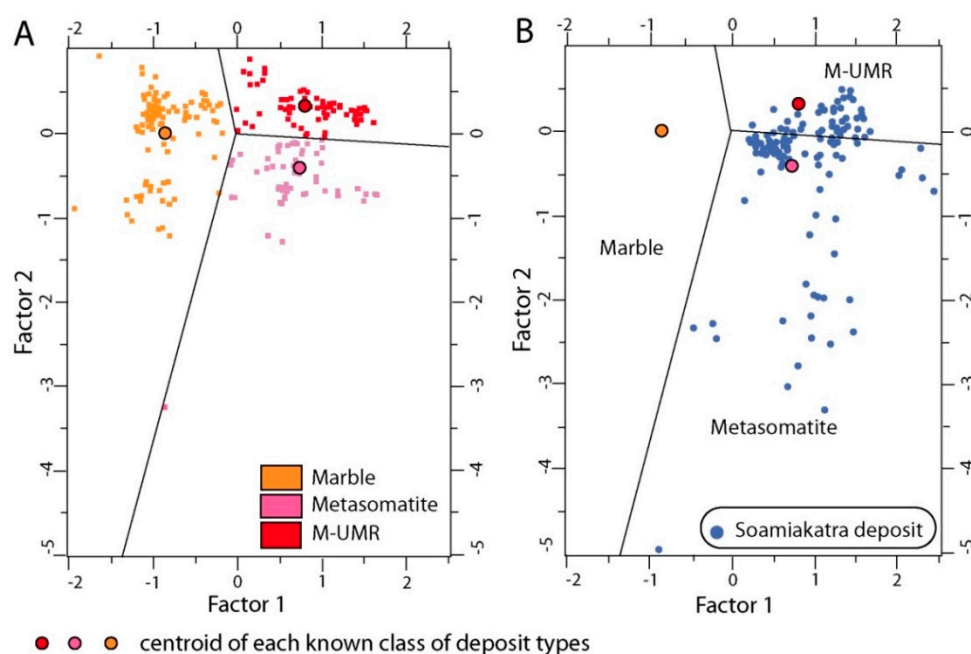 A
B
-2 -1 0 1 2
-2 -1 0 1 2
M-UMR
0
0
0
0
-1
-1
-1
-1
Marble
Factor 2
Factor 2
-2
-2
-2
-2
-3
-3
-3
-3
Metasomatite
-4
-4
-4
-4
Marble
Metasomatite
M-UMR
Soamiakatra deposit
-5
-5
-5
-5
-2 -1 0 1 2
-2 -1 0 1 2
Factor 1
Factor 1
centroid of each known class of deposit types